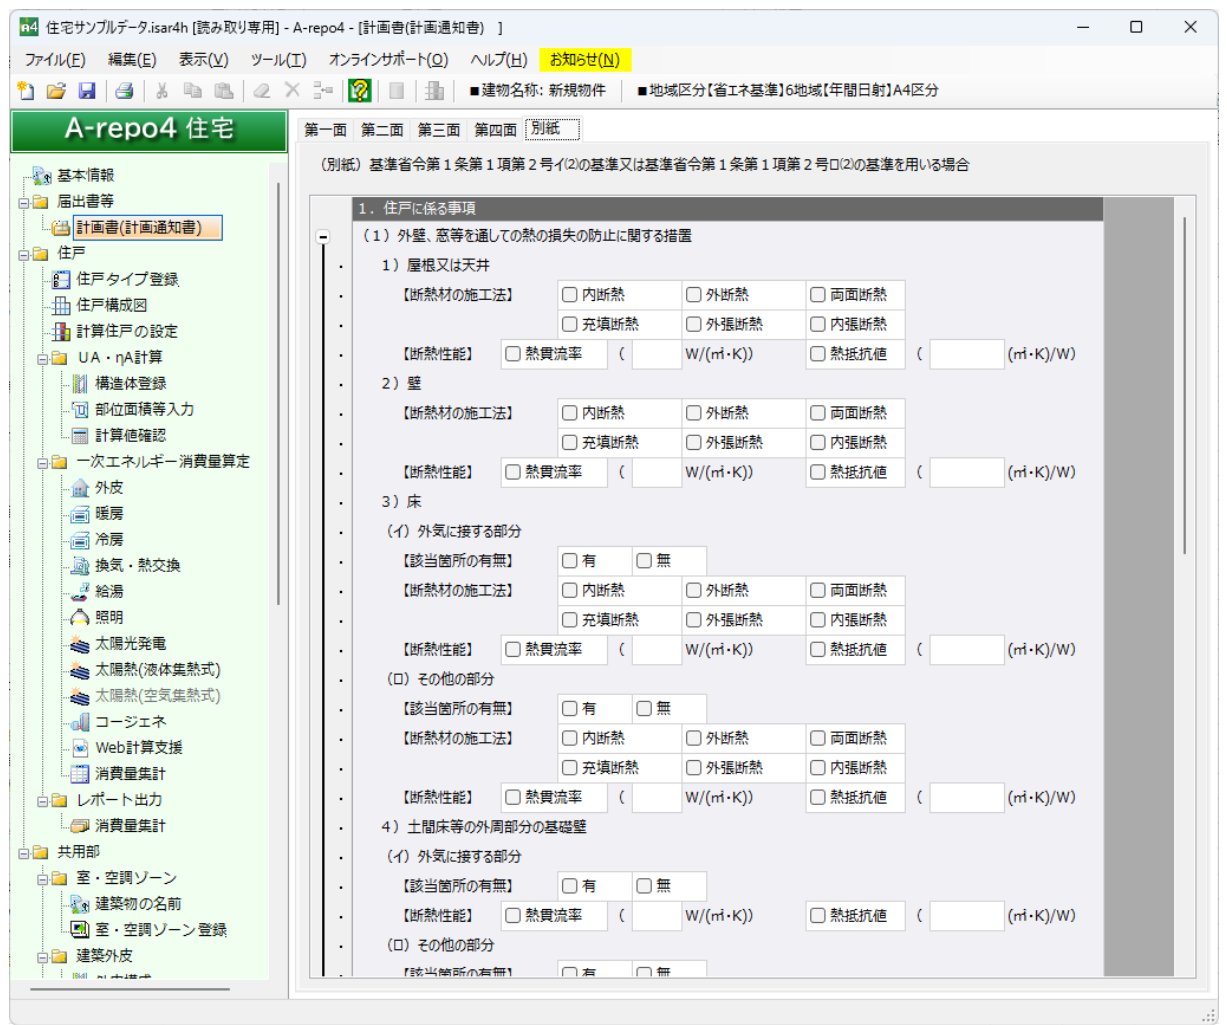 住宅サンプルデータ.isar4h [読み取り専用] - A-repo4 - [計画書(計画通知書) ]
ファイル(F) 編集(E) 表示(V) ツール(T) オンラインサポート(O) ヘルプ(H) お知らせ(N)
■建物名称: 新規物件 ■地域区分【省エネ基準】6地域【年間日射】A4区分
A-repo4 住宅
基本情報
届出書等
計画書(計画通知書)
住戸
住戸タイプ登録
住戸構成図
計算住戸の設定
UA・ηA計算
構造体登録
部位面積等入力
計算値確認
一次エネルギー消費量算定
外皮
暖房
冷房
換気・熱交換
給湯
照明
太陽光発電
太陽熱(液体集熱式)
太陽熱(空気集熱式)
コージェネ
Web計算支援
消費量集計
レポート出力
消費量集計
共用部
室・空調ゾーン
建築物の名前
室・空調ゾーン登録
建築外皮
第一面 第二面 第三面 第四面 別紙
（別紙）基準省令第１条第１項第２号イ⑵の基準又は基準省令第１条第１項第２号ロ⑵の基準を用いる場合
１．住戸に係る事項
（１）外壁、窓等を通しての熱の損失の防止に関する措置
１）屋根又は天井
【断熱材の施工法】 内断熱 外断熱 両面断熱
充填断熱 外張断熱 内張断熱
【断熱性能】 熱貫流率 （ W/(㎡･K)） 熱抵抗値 （ (㎡･K)/W）
２）壁
【断熱材の施工法】 内断熱 外断熱 両面断熱
充填断熱 外張断熱 内張断熱
【断熱性能】 熱貫流率 （ W/(㎡･K)） 熱抵抗値 （ (㎡･K)/W）
３）床
（イ）外気に接する部分
【該当箇所の有無】 有 無
【断熱材の施工法】 内断熱 外断熱 両面断熱
充填断熱 外張断熱 内張断熱
【断熱性能】 熱貫流率 （ W/(㎡･K)） 熱抵抗値 （ (㎡･K)/W）
（ロ）その他の部分
【該当箇所の有無】 有 無
【断熱材の施工法】 内断熱 外断熱 両面断熱
充填断熱 外張断熱 内張断熱
【断熱性能】 熱貫流率 （ W/(㎡･K)） 熱抵抗値 （ (㎡･K)/W）
４）土間床等の外周部分の基礎壁
（イ）外気に接する部分
【該当箇所の有無】 有 無
【断熱性能】 熱貫流率 （ W/(㎡･K)） 熱抵抗値 （ (㎡･K)/W）
（ロ）その他の部分
【該当箇所の有無】 有 無